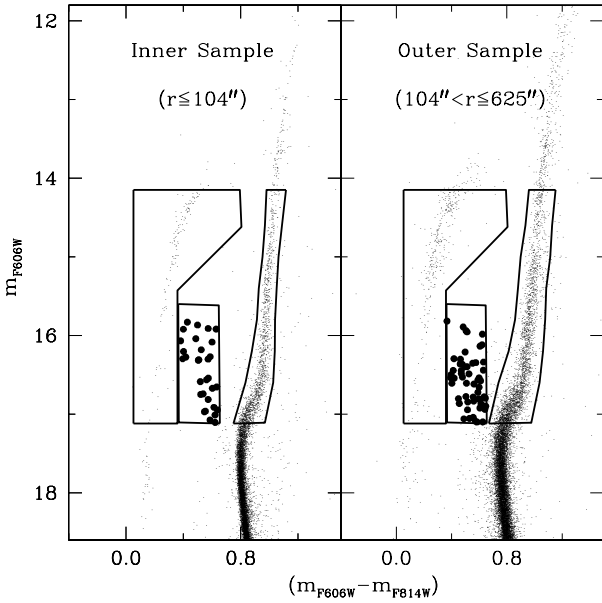 Inner Sample
(r≦104″)
Outer Sample
(104″<r≦625″)
12
14
16
18
m_F606W
0.0
0.8
0.0
0.8
(m_F606W−m_F814W)